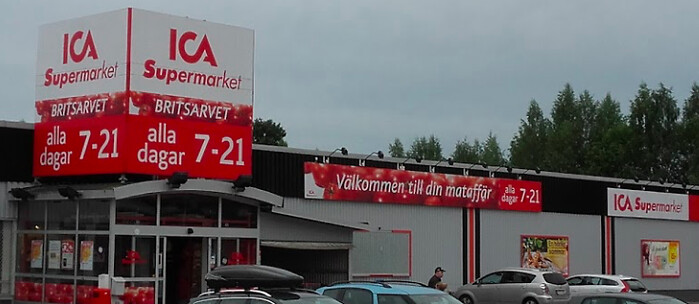 ICA
Supermarket
BRITSARVET
alla
dagar 7-21
ICA
Supermarket
BRITSARVET
alla
dagar 7-21
Välkommen till din mataffär
alla
dagar 7-21
ICA Supermarket